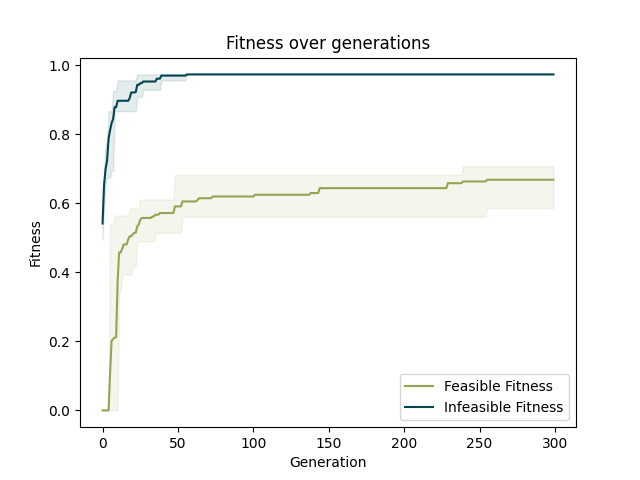 Fitness over generations
1.0
0.8
0.6
0.4
0.2
0.0
Fitness
0 50 100 150 200 250 300
Generation
Feasible Fitness
Infeasible Fitness